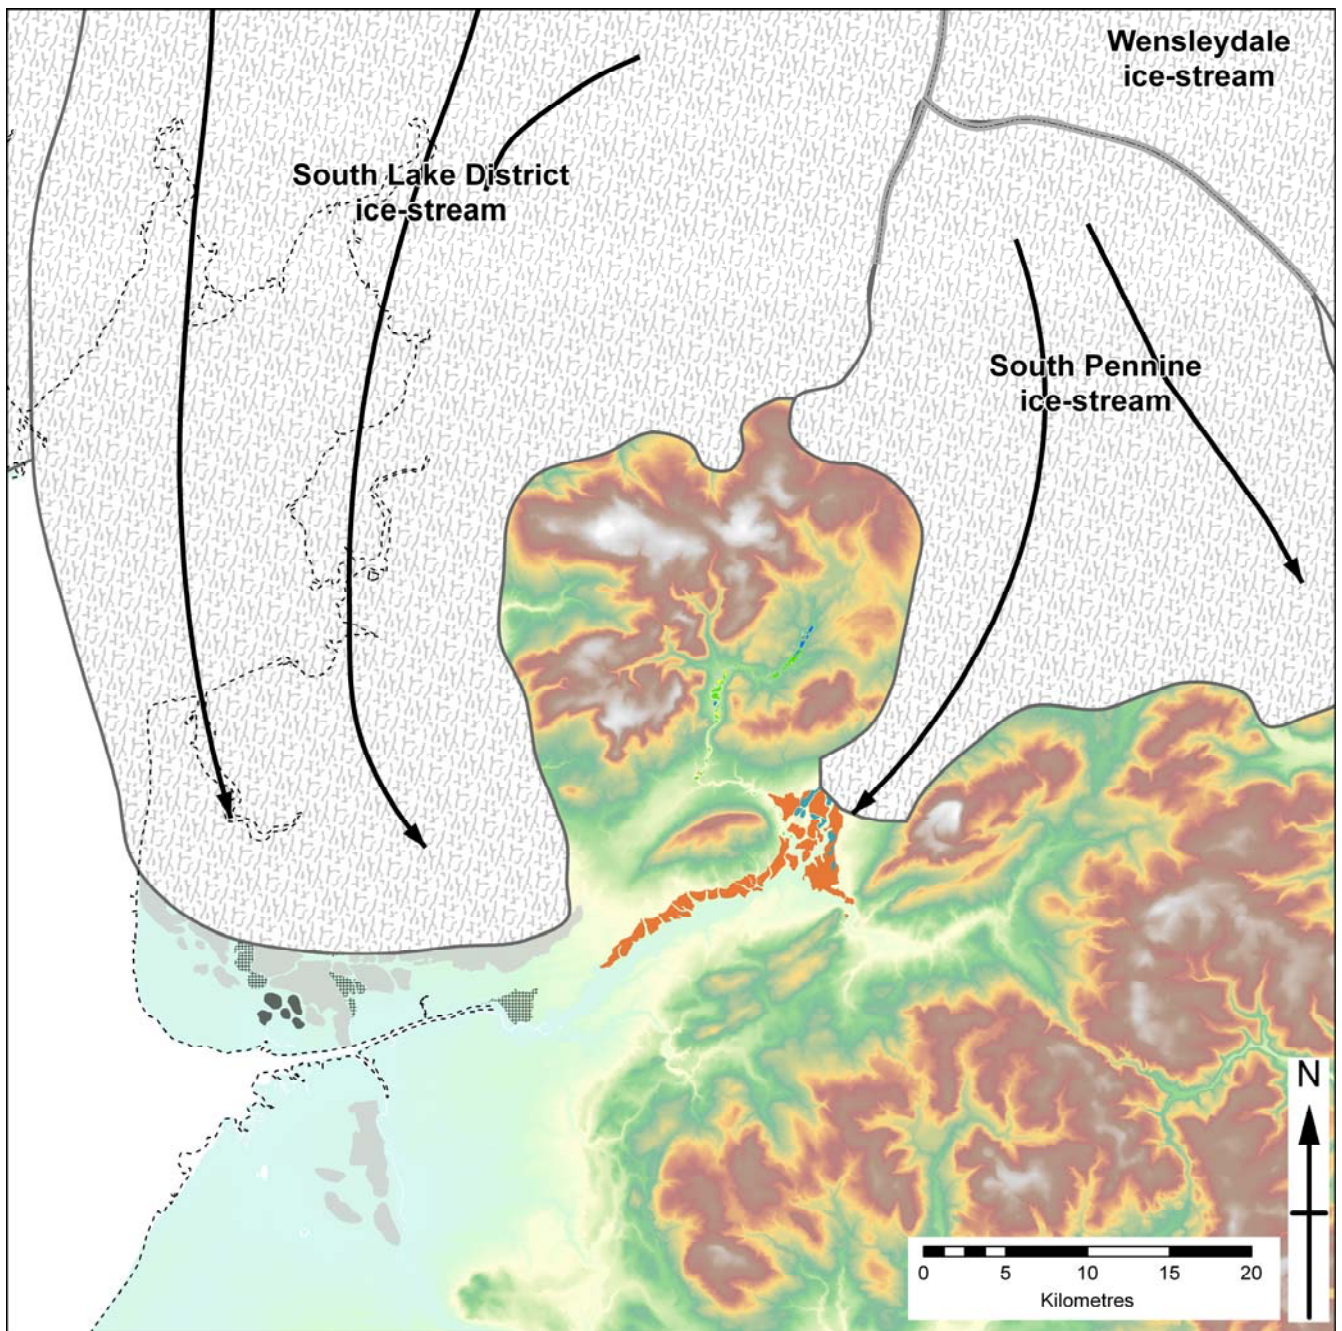 Wensleydale
ice-stream
South Lake District
ice-stream
South Pennine
ice-stream
N
0 5 10 15 20
Kilometres